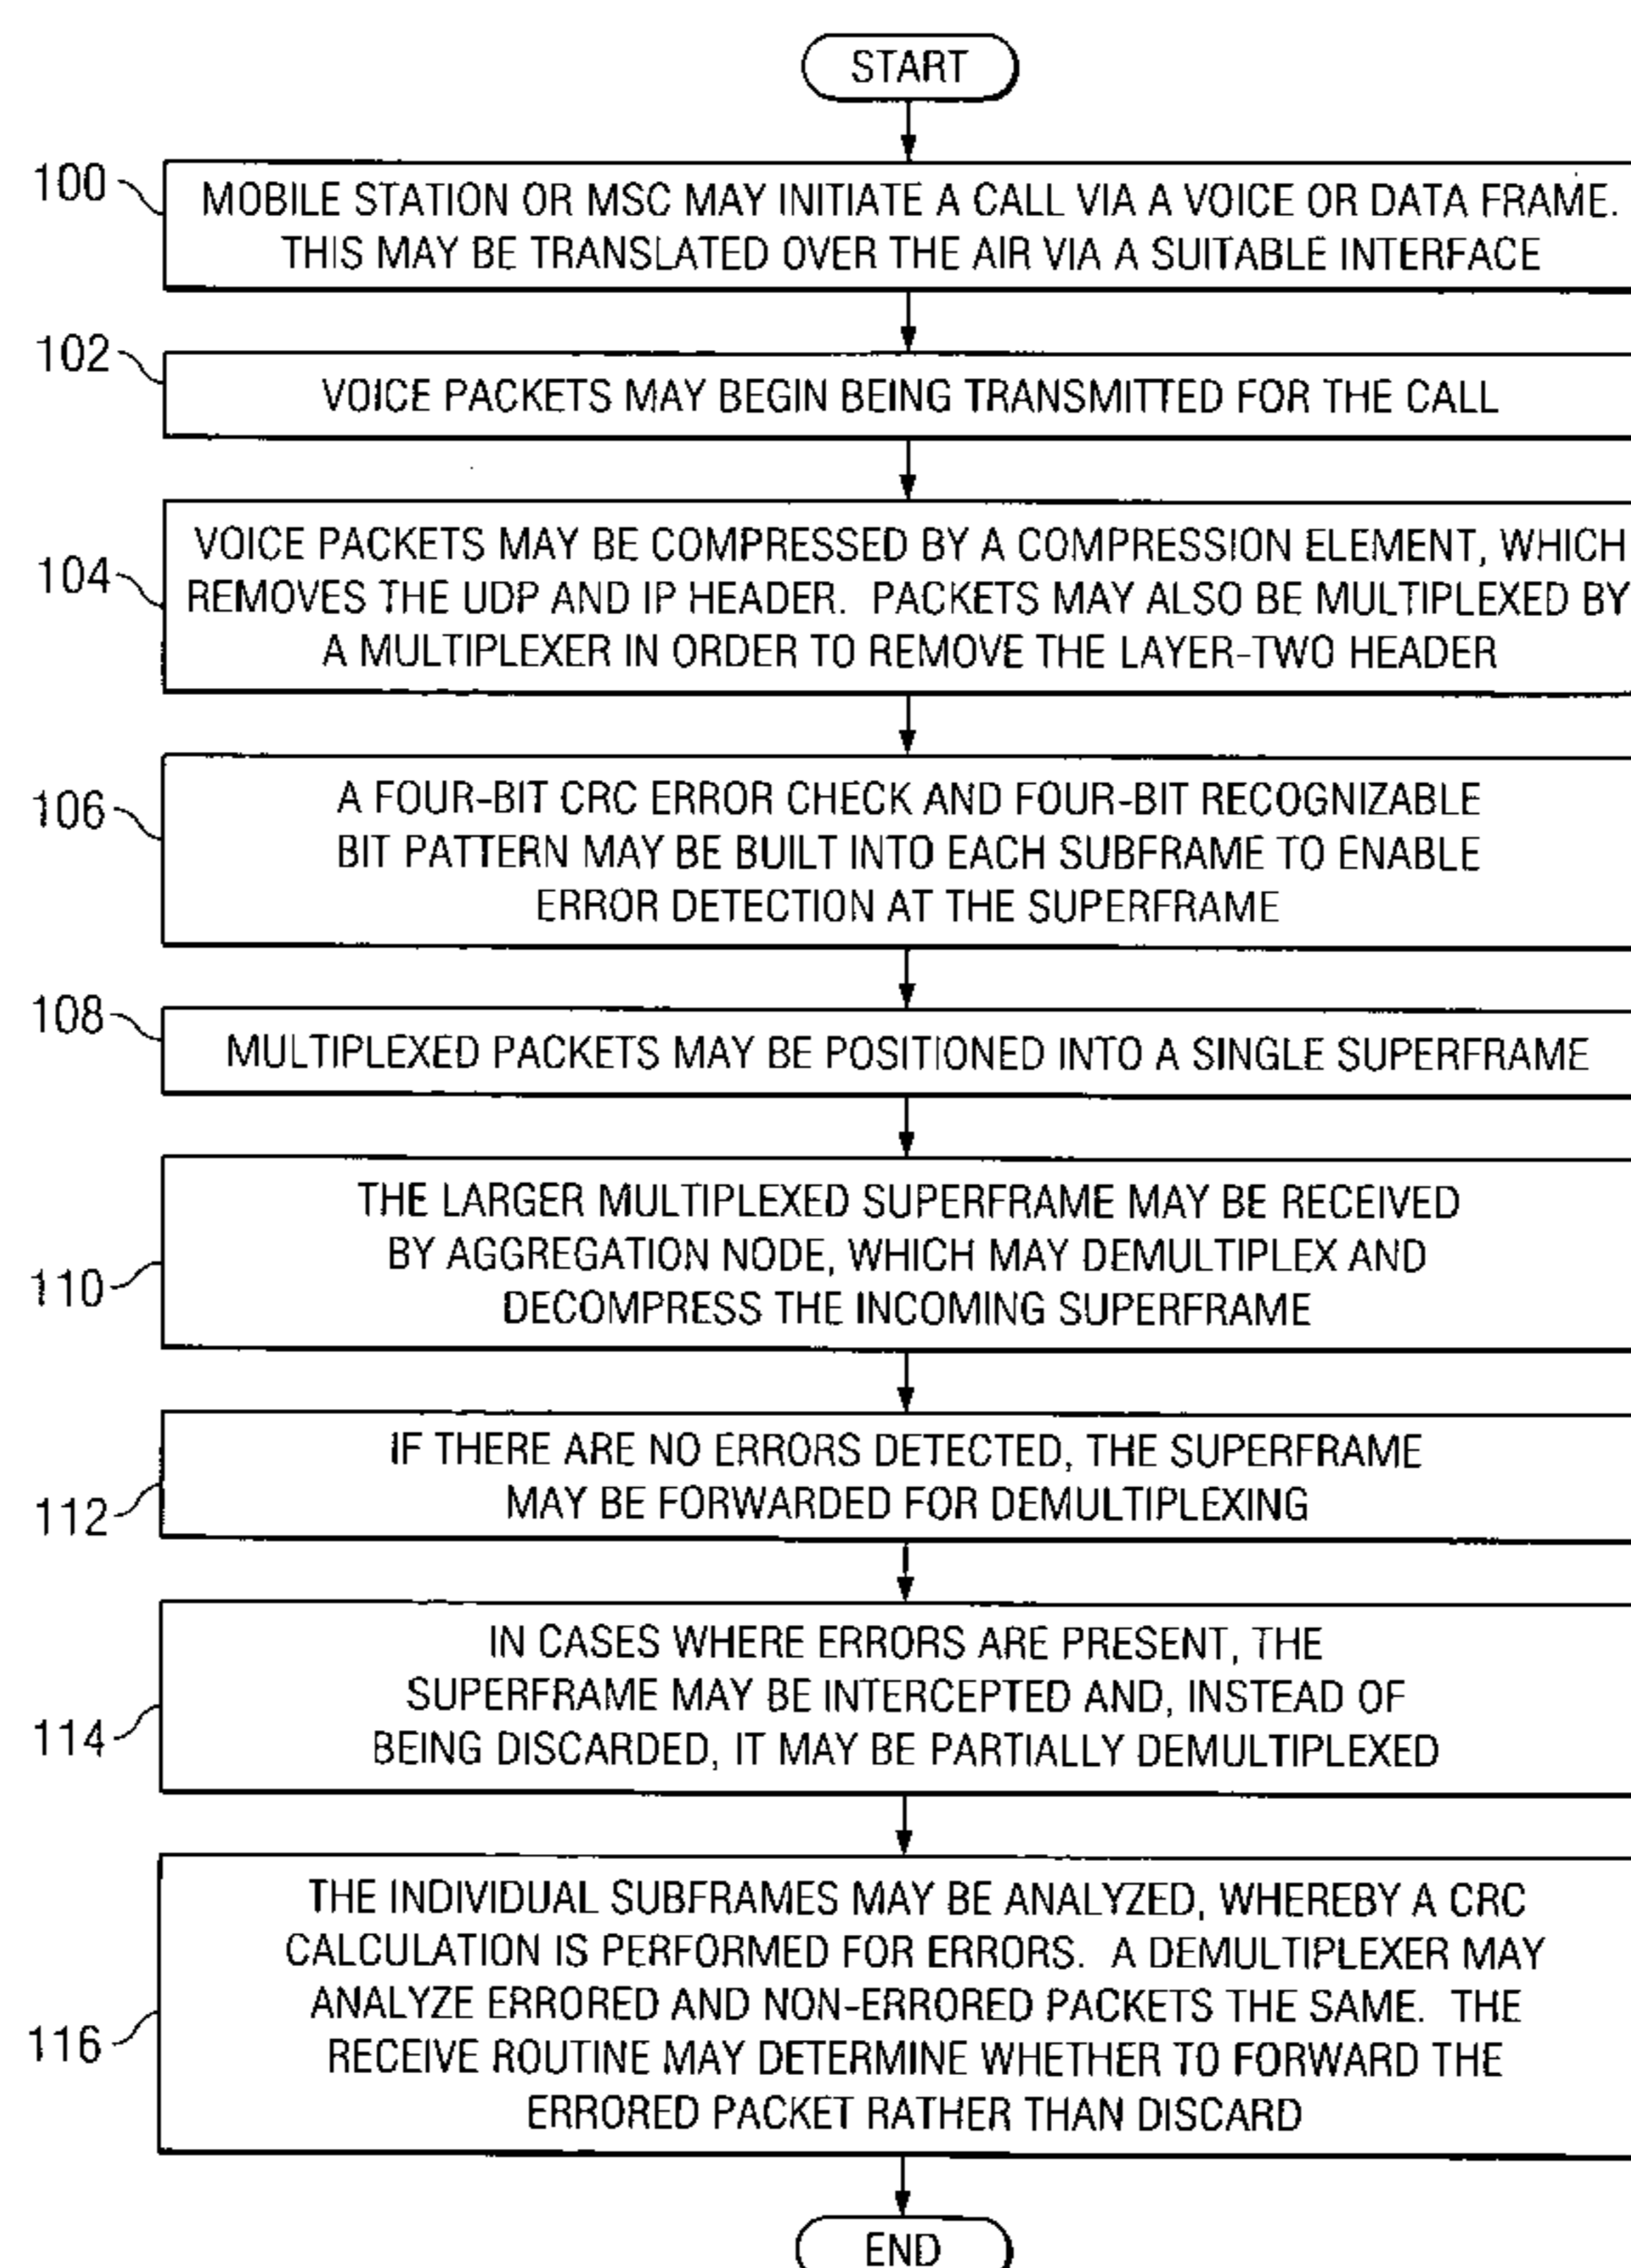 START
100
MOBILE STATION OR MSC MAY INITIATE A CALL VIA A VOICE OR DATA FRAME.
THIS MAY BE TRANSLATED OVER THE AIR VIA A SUITABLE INTERFACE
102
VOICE PACKETS MAY BEGIN BEING TRANSMITTED FOR THE CALL
104
VOICE PACKETS MAY BE COMPRESSED BY A COMPRESSION ELEMENT, WHICH
REMOVES THE UDP AND IP HEADER. PACKETS MAY ALSO BE MULTIPLEXED BY
A MULTIPLEXER IN ORDER TO REMOVE THE LAYER-TWO HEADER
106
A FOUR-BIT CRC ERROR CHECK AND FOUR-BIT RECOGNIZABLE
BIT PATTERN MAY BE BUILT INTO EACH SUBFRAME TO ENABLE
ERROR DETECTION AT THE SUPERFRAME
108
MULTIPLEXED PACKETS MAY BE POSITIONED INTO A SINGLE SUPERFRAME
110
THE LARGER MULTIPLEXED SUPERFRAME MAY BE RECEIVED
BY AGGREGATION NODE, WHICH MAY DEMULTIPLEX AND
DECOMPRESS THE INCOMING SUPERFRAME
112
IF THERE ARE NO ERRORS DETECTED, THE SUPERFRAME
MAY BE FORWARDED FOR DEMULTIPLEXING
114
IN CASES WHERE ERRORS ARE PRESENT, THE
SUPERFRAME MAY BE INTERCEPTED AND, INSTEAD OF
BEING DISCARDED, IT MAY BE PARTIALLY DEMULTIPLEXED
116
THE INDIVIDUAL SUBFRAMES MAY BE ANALYZED, WHEREBY A CRC
CALCULATION IS PERFORMED FOR ERRORS. A DEMULTIPLEXER MAY
ANALYZE ERRORED AND NON-ERRORED PACKETS THE SAME. THE
RECEIVE ROUTINE MAY DETERMINE WHETHER TO FORWARD THE
ERRORED PACKET RATHER THAN DISCARD
END